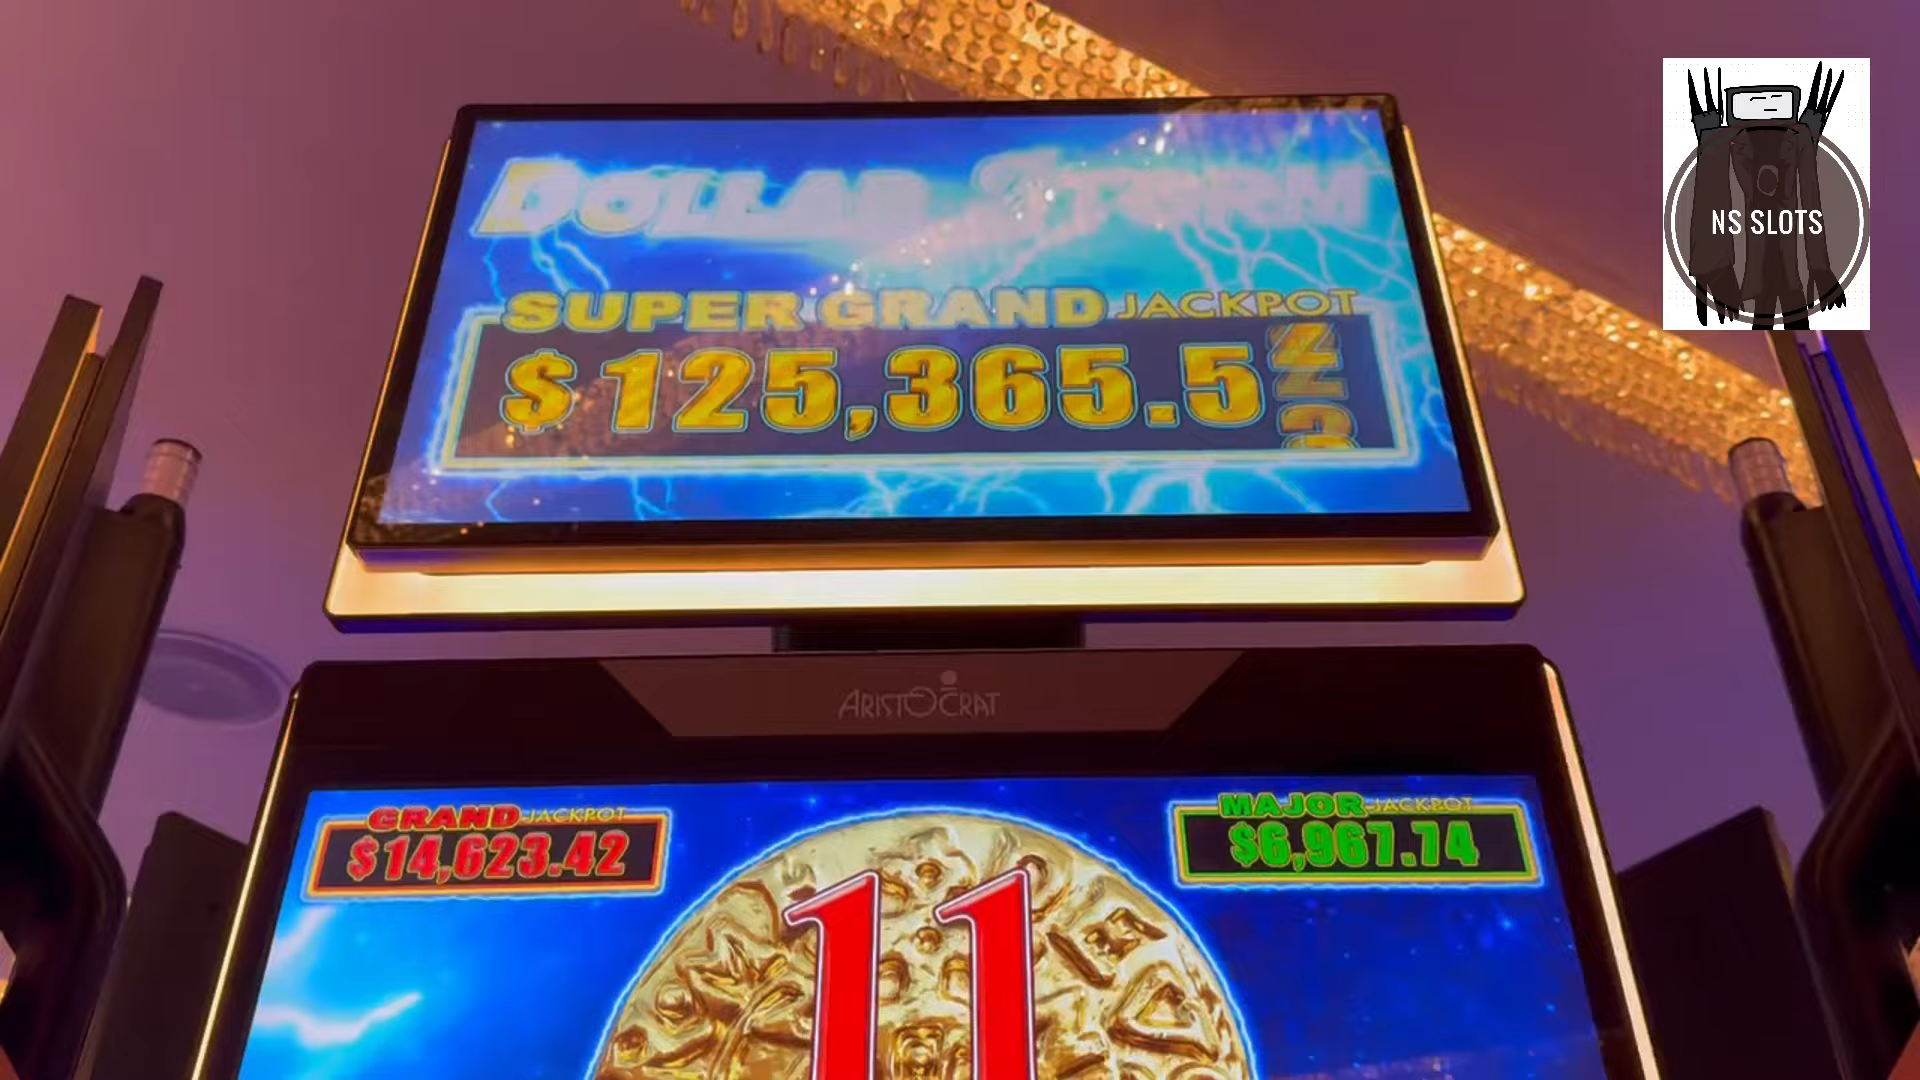 DOLLAR STORM
NS SLOTS
SUPER GRAND JACKPOT
$125,365.5
ARISTOCRAT
GRAND JACKPOT
$14,623.42
MAJOR JACKPOT
$6,967.74
11